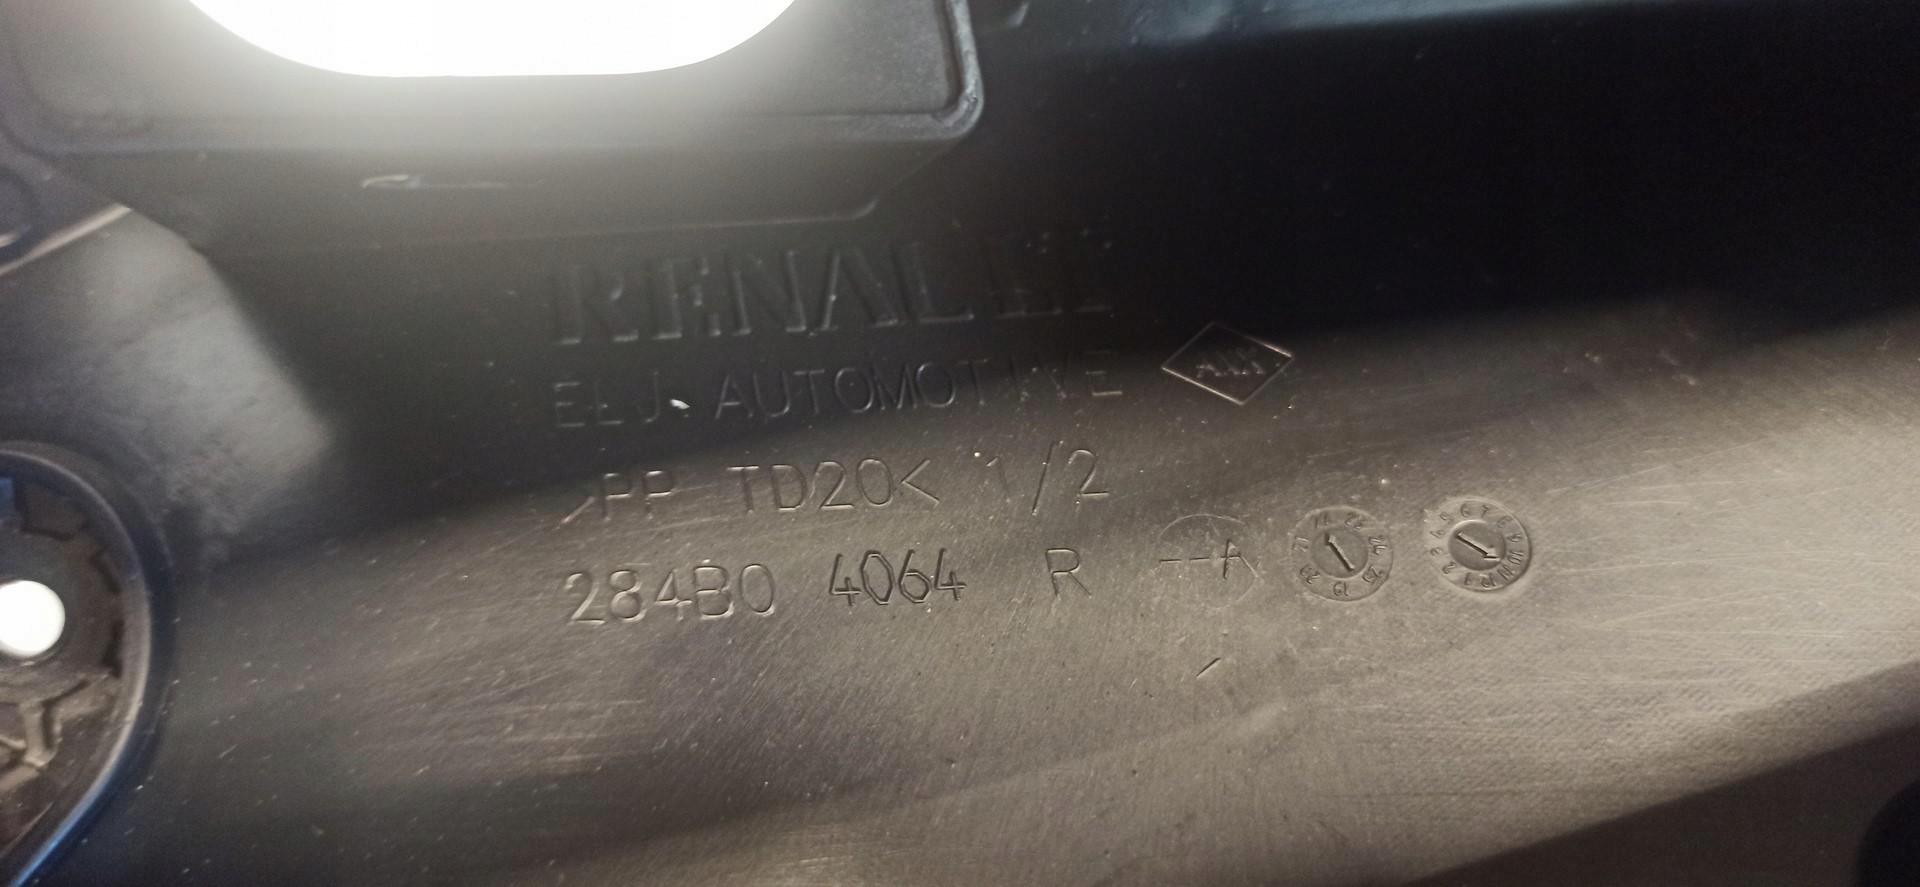 RENAULT
ELJ. AUTOMOTIVE
>PP TD20< 1/2
284B0 4064 R --A